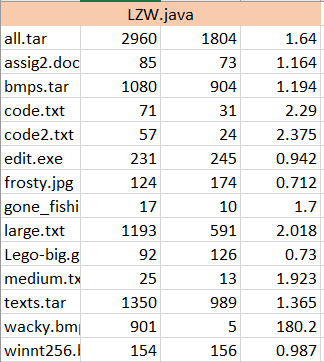 LZW.java
all.tar 2960 1804 1.64
assig2.doc 85 73 1.164
bmps.tar 1080 904 1.194
code.txt 71 31 2.29
code2.txt 57 24 2.375
edit.exe 231 245 0.942
frosty.jpg 124 174 0.712
gone_fishi 17 10 1.7
large.txt 1193 591 2.018
Lego-big.g 92 126 0.73
medium.tx 25 13 1.923
texts.tar 1350 989 1.365
wacky.bmp 901 5 180.2
winnt256.b 154 156 0.987